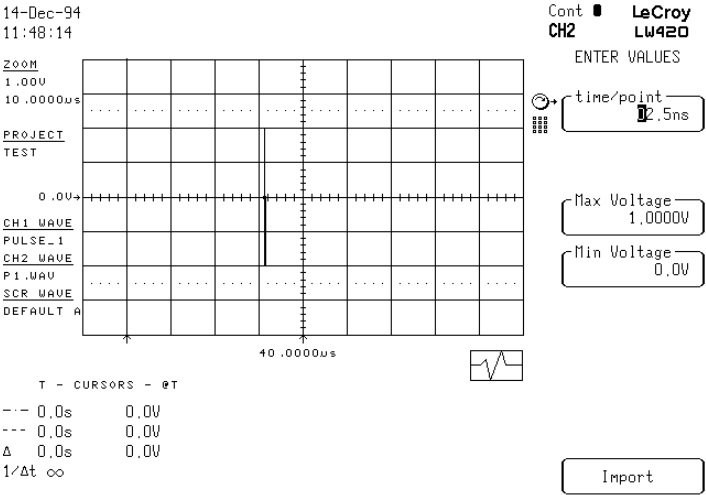 14-Dec-94
11:48:14
Cont
CH2
LeCroy
LW420
ENTER VALUES
ZOOM
1.00V
10.0000us
PROJECT
TEST
0.0V
CH1 WAVE
PULSE_1
CH2 WAVE
P1.WAV
SCR WAVE
DEFAULT A
40.0000us
time/point
02.5ns
Max Voltage
1.0000V
Min Voltage
0.0V
T - CURSORS - @T
0.0s 0.0V
0.0s 0.0V
Δ 0.0s 0.0V
1/Δt ∞
Import